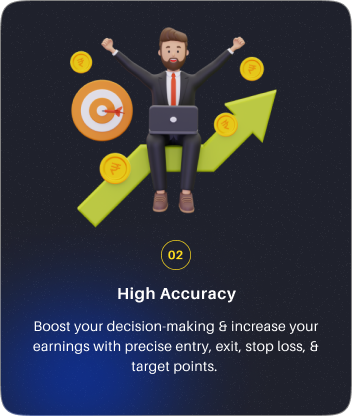 02
High Accuracy
Boost your decision-making & increase your
earnings with precise entry, exit, stop loss, &
target points.